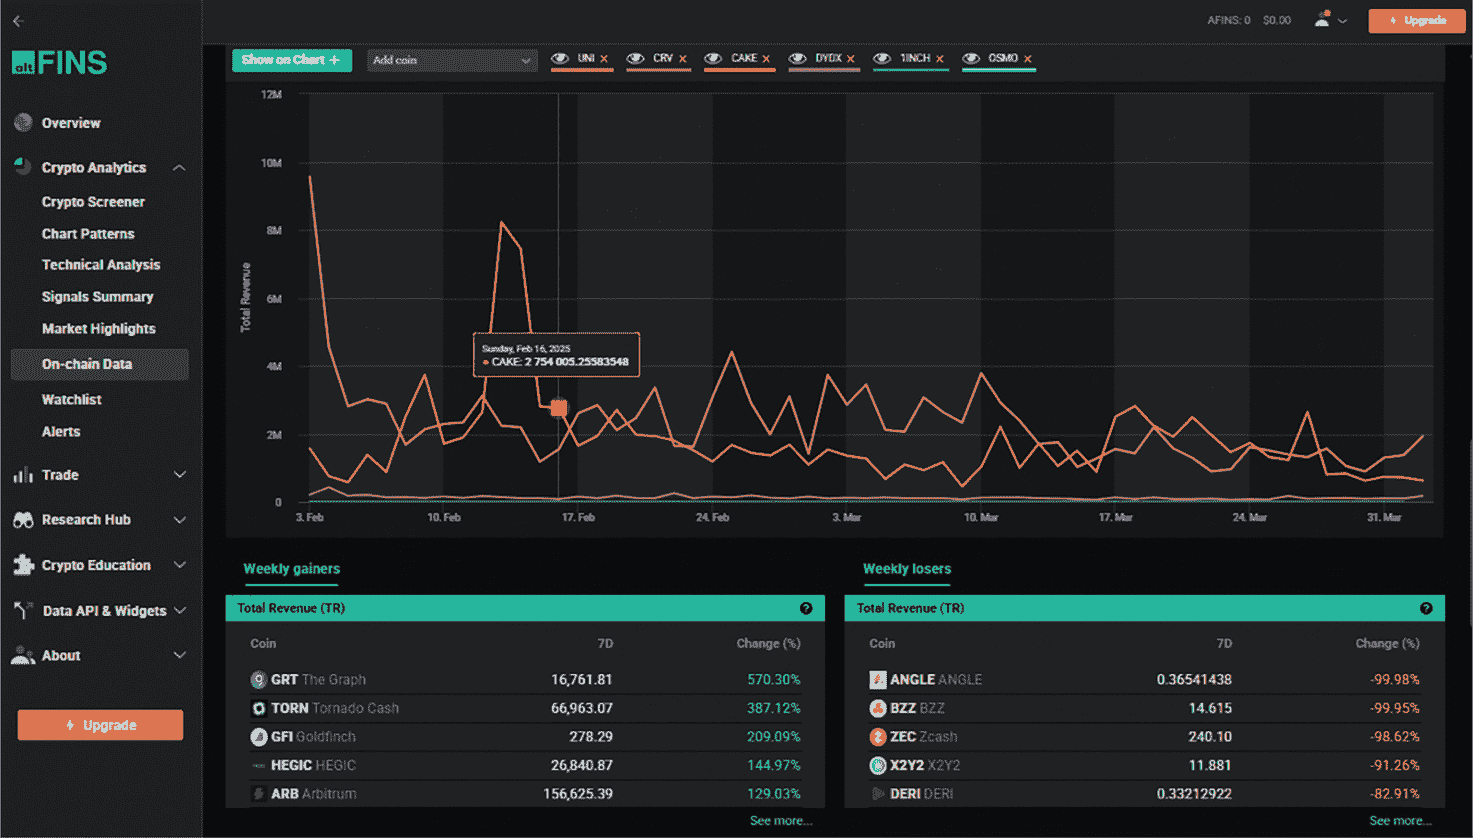 AFINS: 0 $0.00 Upgrade
alt FINS
Overview
Crypto Analytics
Crypto Screener
Chart Patterns
Technical Analysis
Signals Summary
Market Highlights
On-chain Data
Watchlist
Alerts
Trade
Research Hub
Crypto Education
Data API & Widgets
About
Upgrade
Show on Chart + Add coin UNI × CRV × CAKE × DYDX × 1INCH × OSMO ×
Total Revenue
12M
10M
8M
6M
4M
2M
0
Sunday, Feb 16, 2025
CAKE: 2 754 005.25583548
3. Feb 10. Feb 17. Feb 24. Feb 3. Mar 10. Mar 17. Mar 24. Mar 31. Mar
Weekly gainers
Total Revenue (TR) ?
Coin 7D Change (%)
GRT The Graph 16,761.81 570.30%
TORN Tornado Cash 66,963.07 387.12%
GFI Goldfinch 278.29 209.09%
HEGIC HEGIC 26,840.87 144.97%
ARB Arbitrum 156,625.39 129.03%
See more...
Weekly losers
Total Revenue (TR) ?
Coin 7D Change (%)
ANGLE ANGLE 0.36541438 -99.98%
BZZ BZZ 14.615 -99.95%
ZEC Zcash 240.10 -98.62%
X2Y2 X2Y2 11.881 -91.26%
DERI DERI 0.33212922 -82.91%
See more...